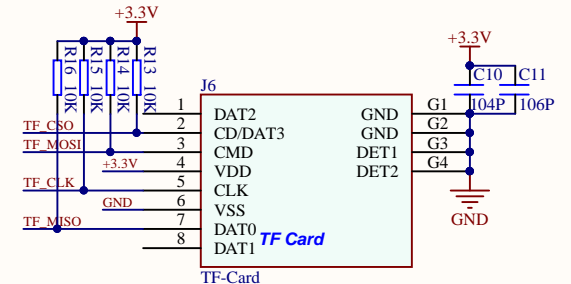 +3.3V
+3.3V
R16 10K
R15 10K
R14 10K
R13 10K
C10
C11
104P
106P
J6
1 DAT2 GND G1
TF_CSO 2 CD/DAT3 GND G2
TF_MOSI 3 CMD DET1 G3
+3.3V 4 VDD DET2 G4
TF_CLK 5 CLK
GND 6 VSS
TF_MISO 7 DAT0
8 DAT1
TF Card
GND
TF-Card